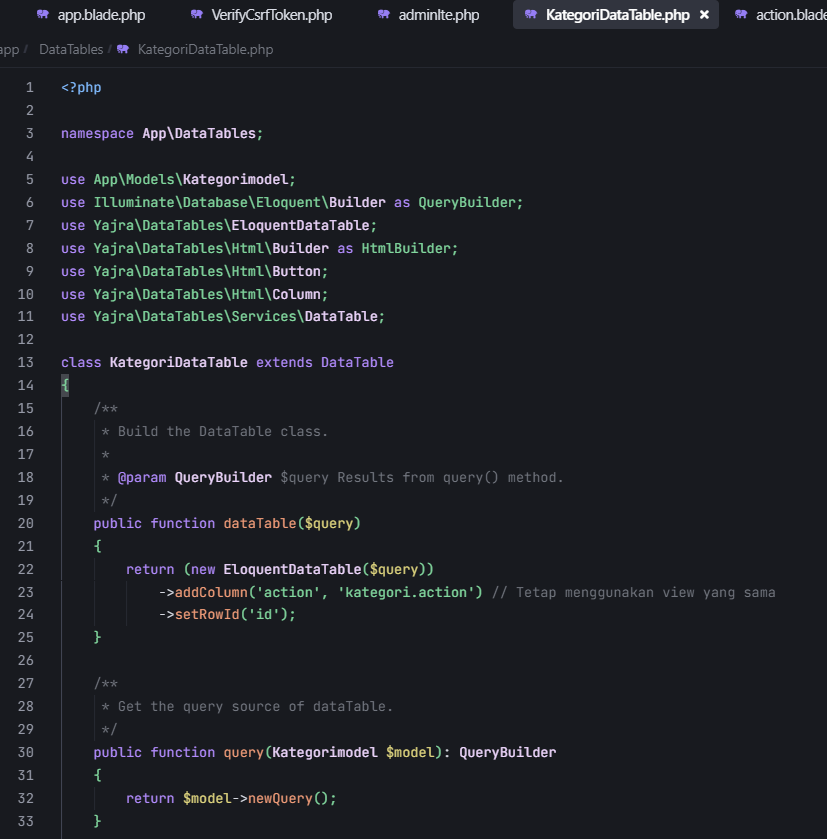 app.blade.php VerifyCsrfToken.php adminlte.php KategoriDataTable.php × action.blade
app / DataTables / KategoriDataTable.php
1 <?php
2
3 namespace App\DataTables;
4
5 use App\Models\Kategorimodel;
6 use Illuminate\Database\Eloquent\Builder as QueryBuilder;
7 use Yajra\DataTables\EloquentDataTable;
8 use Yajra\DataTables\Html\Builder as HtmlBuilder;
9 use Yajra\DataTables\Html\Button;
10 use Yajra\DataTables\Html\Column;
11 use Yajra\DataTables\Services\DataTable;
12
13 class KategoriDataTable extends DataTable
14 {
15     /**
16      * Build the DataTable class.
17      *
18      * @param QueryBuilder $query Results from query() method.
19      */
20     public function dataTable($query)
21     {
22         return (new EloquentDataTable($query))
23             ->addColumn('action', 'kategori.action') // Tetap menggunakan view yang sama
24             ->setRowId('id');
25     }
26
27     /**
28      * Get the query source of dataTable.
29      */
30     public function query(Kategorimodel $model): QueryBuilder
31     {
32         return $model->newQuery();
33     }